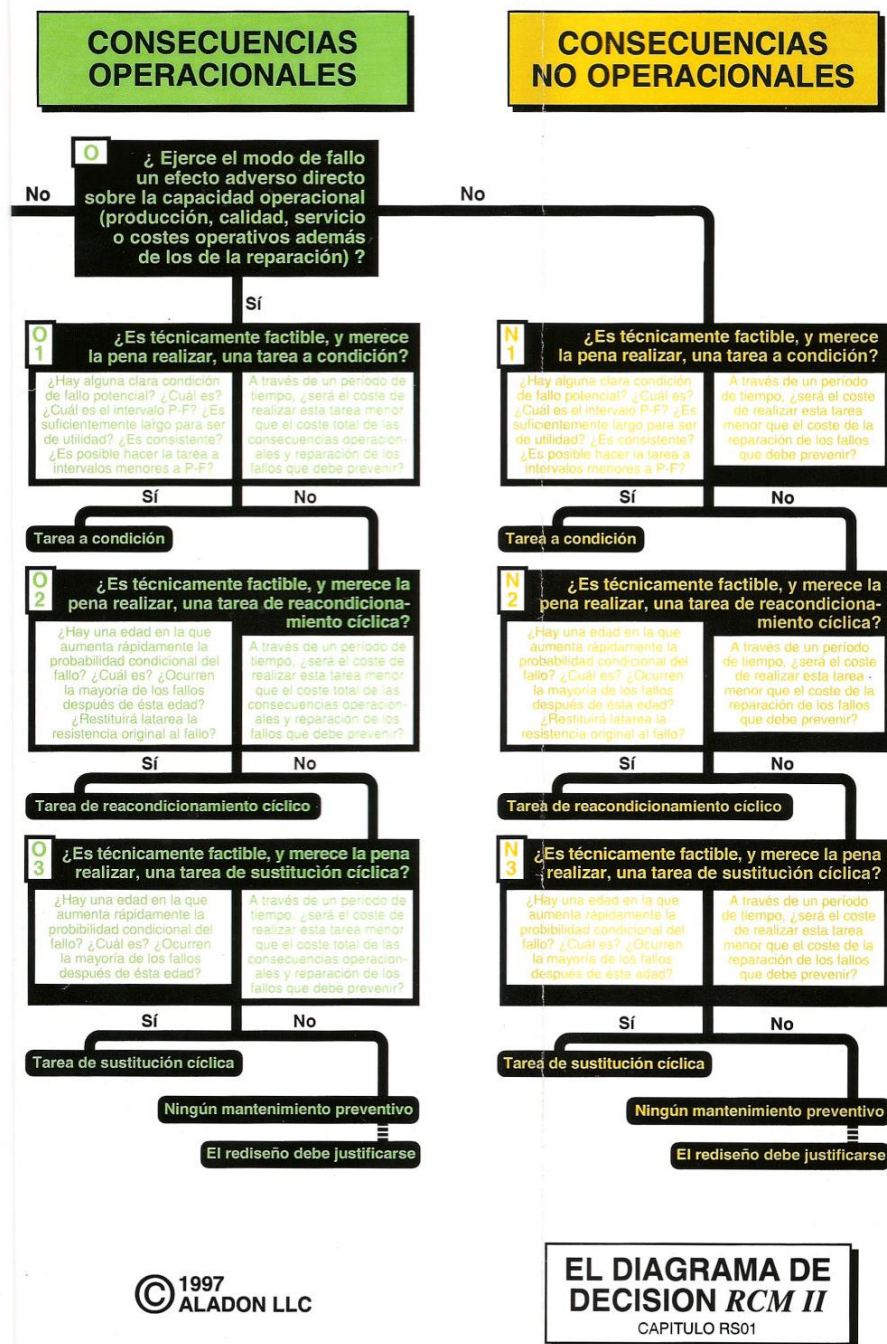 CONSECUENCIAS
OPERACIONALES
O
¿ Ejerce el modo de fallo
un efecto adverso directo
sobre la capacidad operacional
(producción, calidad, servicio
o costes operativos además
de los de la reparación) ?
No
No
Sí
O
1
¿Es técnicamente factible, y merece
la pena realizar, una tarea a condición?
¿Hay alguna clara condición
de fallo potencial? ¿Cuál es?
¿Cuál es el intervalo P-F? ¿Es
suficientemente largo para ser
de utilidad? ¿Es consistente?
¿Es posible hacer la tarea a
intervalos menores a P-F?
A través de un período de
tiempo, ¿será el coste de
realizar esta tarea menor
que el coste total de las
consecuencias operacion-
ales y reparación de los
fallos que debe prevenir?
Sí
No
Tarea a condición
O
2
¿Es técnicamente factible, y merece la
pena realizar, una tarea de reacondiciona-
miento cíclica?
¿Hay una edad en la que
aumenta rápidamente la
probabilidad condicional del
fallo? ¿Cuál es? ¿Ocurren
la mayoría de los fallos
después de ésta edad?
¿Restituirá latarea la
resistencia original al fallo?
A través de un período de
tiempo, ¿será el coste de
realizar esta tarea menor
que el coste total de las
consecuencias operacion-
ales y reparación de los
fallos que debe prevenir?
Sí
No
Tarea de reacondicionamiento cíclico
O
3
¿Es técnicamente factible, y merece la pena
realizar, una tarea de sustitución cíclica?
¿Hay una edad en la que
aumenta rápidamente la
probibilidad condicional del
fallo? ¿Cuál es? ¿Ocurren
la mayoría de los fallos
después de ésta edad?
A través de un período de
tiempo, ¿será el coste de
realizar esta tarea menor
que el coste total de las
consecuencias operacion-
ales y reparación de los
fallos que debe prevenir?
Sí
No
Tarea de sustitución cíclica
Ningún mantenimiento preventivo
El rediseño debe justificarse
© 1997
ALADON LLC
CONSECUENCIAS
NO OPERACIONALES
N
1
¿Es técnicamente factible, y merece
la pena realizar, una tarea a condición?
¿Hay alguna clara condición
de fallo potencial? ¿Cuál es?
¿Cuál es el intervalo P-F? ¿Es
suficientemente largo para ser
de utilidad? ¿Es consistente?
¿Es posible hacer la tarea a
intervalos menores a P-F?
A través de un período
de tiempo, ¿será el coste
de realizar esta tarea
menor que el coste de la
reparación de los fallos
que debe prevenir?
Sí
No
Tarea a condición
N
2
¿Es técnicamente factible, y merece la
pena realizar, una tarea de reacondiciona-
miento cíclica?
¿Hay una edad en la que
aumenta rápidamente la
probabilidad condicional del
fallo? ¿Cuál es? ¿Ocurren
la mayoría de los fallos
después de ésta edad?
¿Restituirá latarea la
resistencia original al fallo?
A través de un período
de tiempo, ¿será el coste
de realizar esta tarea
menor que el coste de la
reparación de los fallos
que debe prevenir?
Sí
No
Tarea de reacondicionamiento cíclico
N
3
¿Es técnicamente factible, y merece la pena
realizar, una tarea de sustitución cíclica?
¿Hay una edad en la que
aumenta rápidamente la
probibilidad condicional del
fallo? ¿Cuál es? ¿Ocurren
la mayoría de los fallos
después de ésta edad?
A través de un período
de tiempo, ¿será el coste
de realizar esta tarea
menor que el coste de la
reparación de los fallos
que debe prevenir?
Sí
No
Tarea de sustitución cíclica
Ningún mantenimiento preventivo
El rediseño debe justificarse
EL DIAGRAMA DE
DECISION RCM II
CAPITULO RS01